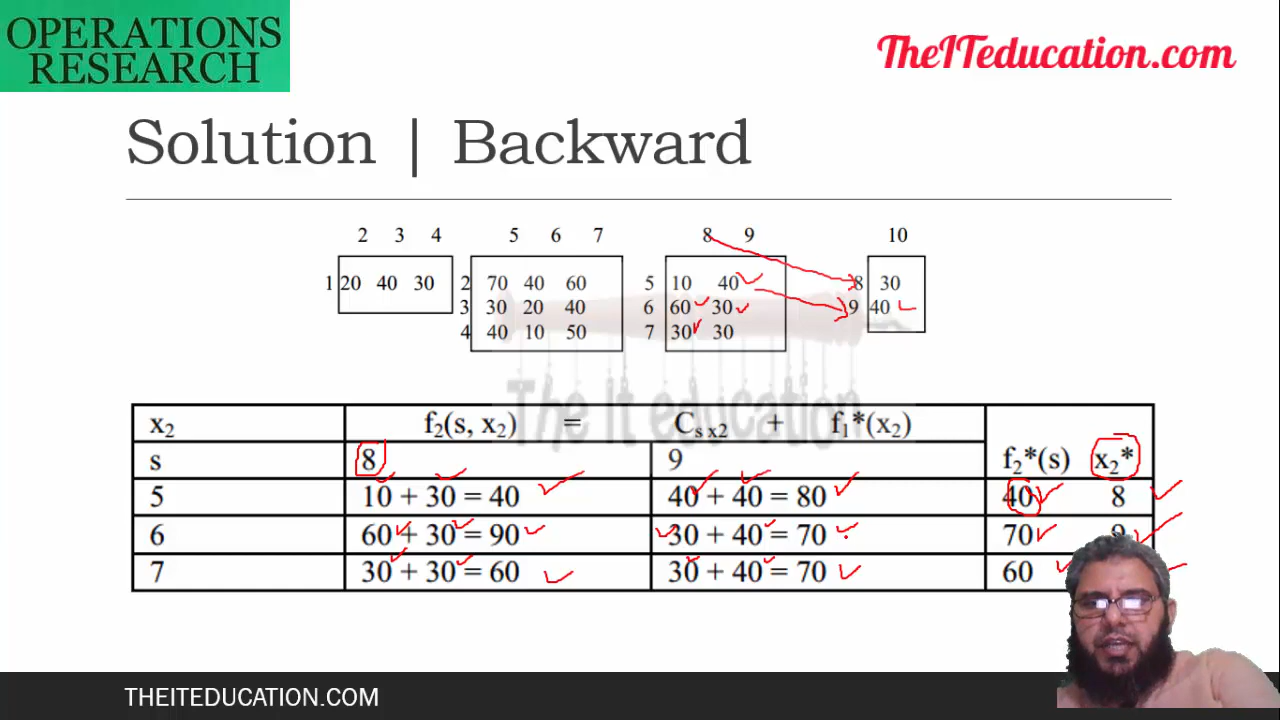 OPERATIONS
RESEARCH
TheITeducation.com
Solution | Backward
2 3 4 5 6 7 8 9 10
1 20 40 30 2 70 40 60 5 10 40 8 30
3 30 20 40 6 60 30 9 40
4 40 10 50 7 30 30
The It education
x2 f2(s, x2) = Cs x2 + f1*(x2)
s 8 9 f2*(s) x2*
5 10 + 30 = 40 40 + 40 = 80 40 8
6 60 + 30 = 90 30 + 40 = 70 70 9
7 30 + 30 = 60 30 + 40 = 70 60
THEITEDUCATION.COM